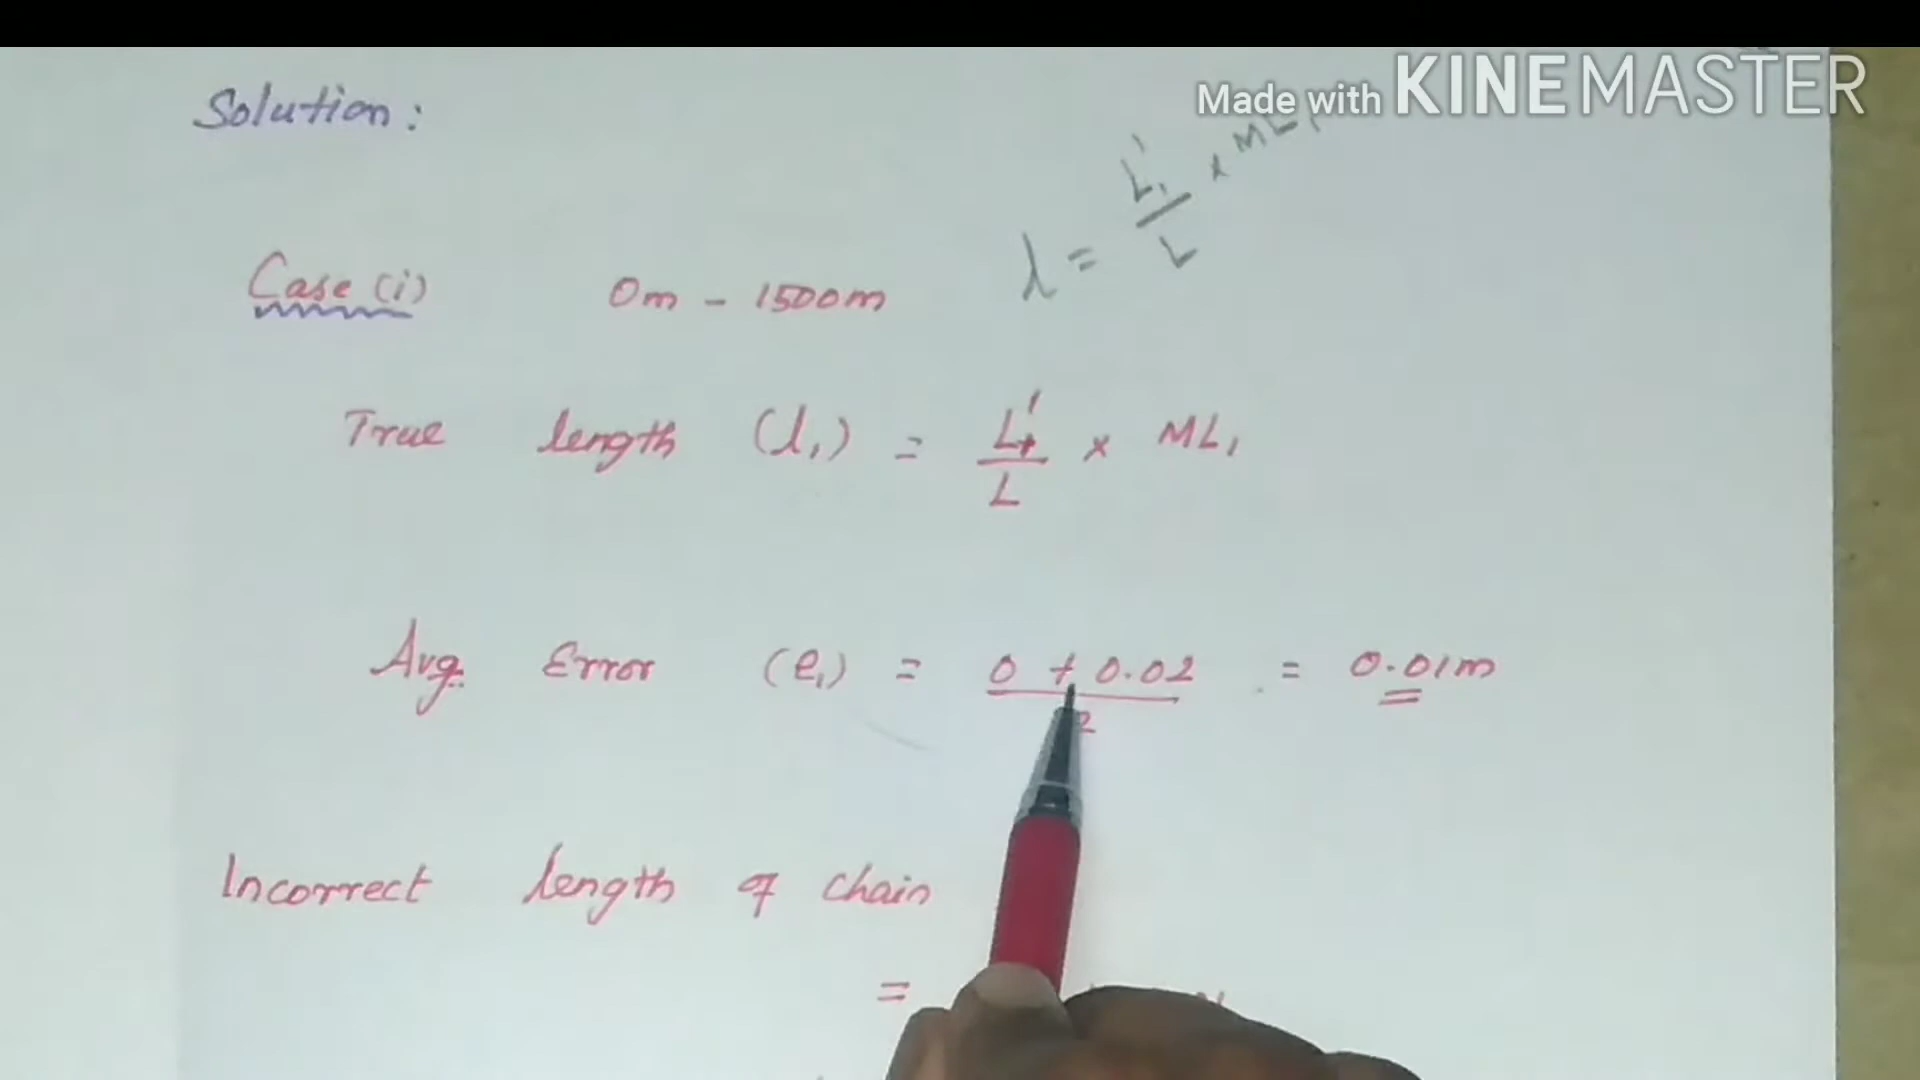 Made with KINEMASTER
Solution:
l = L₁' / L × ML₁
Case (i) 0m - 1500m
True length (l₁) = L₁' / L × ML₁
Avg. Error (e₁) = 0 + 0.02 / 2 = 0.01m
Incorrect length of chain
=